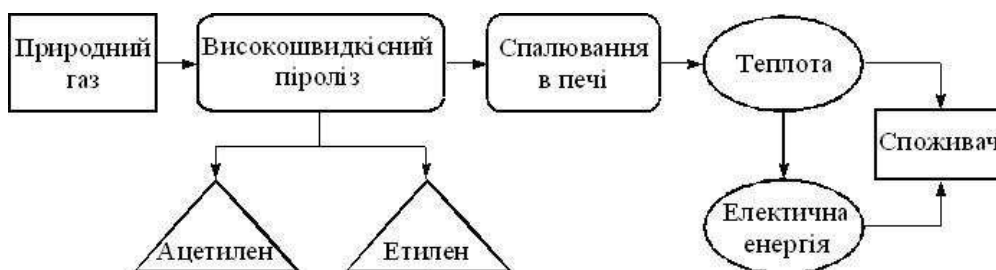 Природний
газ
Високошвидкісний
піроліз
Спалювання
в печі
Теплота
Споживач
Ацетилен
Етилен
Електична
енергія